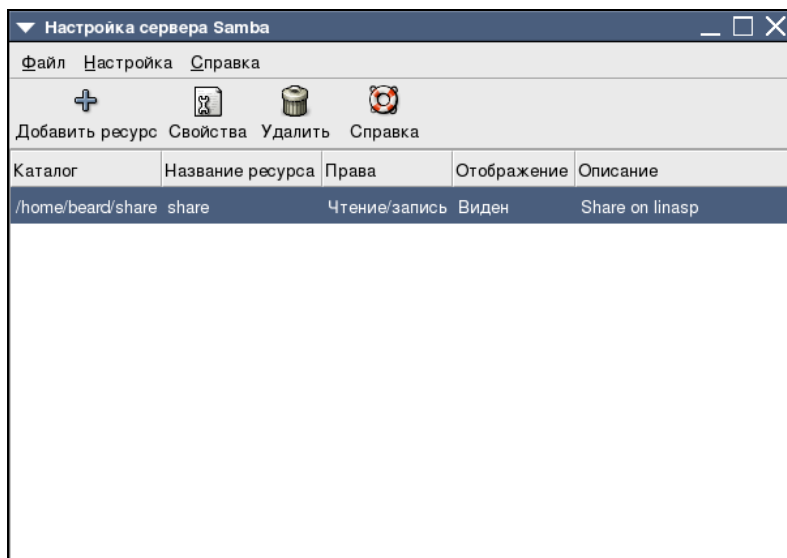 Настройка сервера Samba
Файл Настройка Справка
Добавить ресурс Свойства Удалить Справка
Каталог Название ресурса Права Отображение Описание
/home/beard/share share Чтение/запись Виден Share on linasp